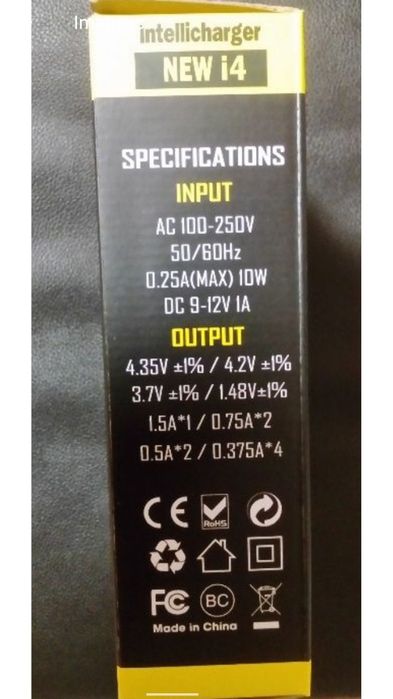 In
intellicharger
NEW i4
SPECIFICATIONS
INPUT
AC 100-250V
50/60Hz
0.25A(MAX) 10W
DC 9-12V 1A
OUTPUT
4.35V ±1% / 4.2V ±1%
3.7V ±1% / 1.48V±1%
1.5A*1 / 0.75A*2
0.5A*2 / 0.375A*4
CE
RoHS
FC
BC
Made in China